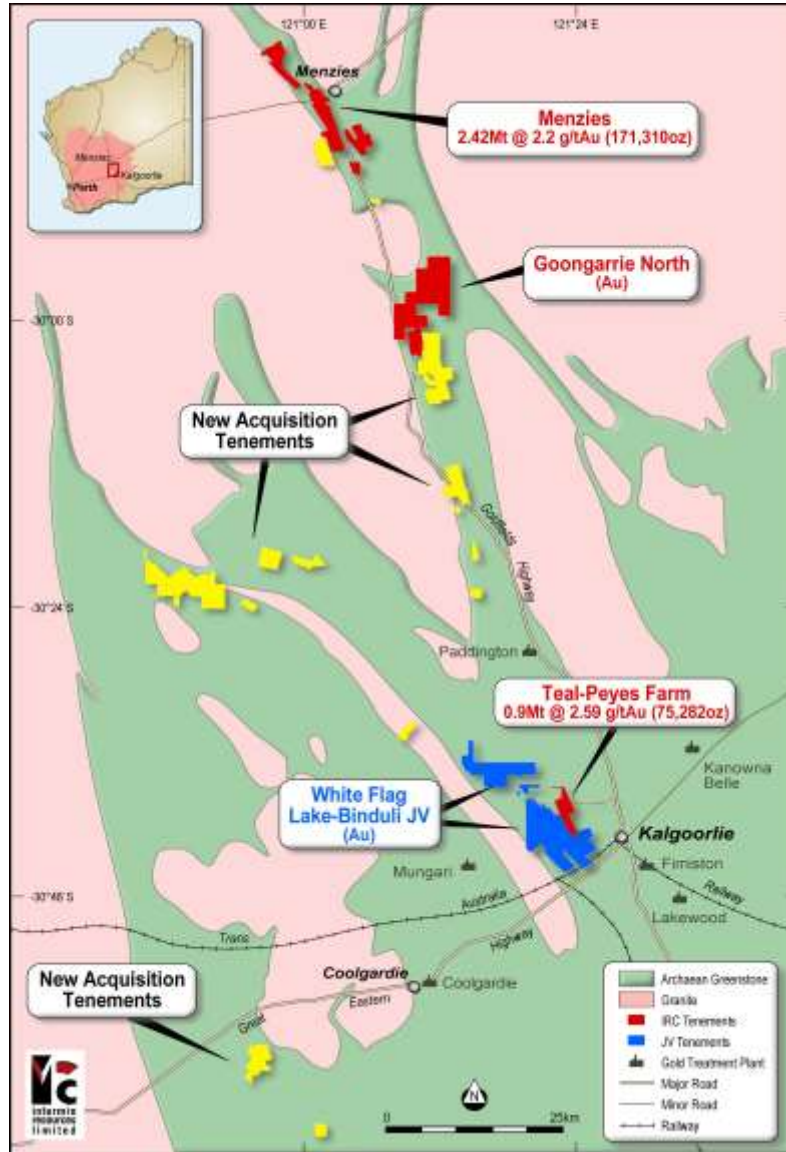 121°00' E
121°24' E
Menzies
Menzies
2.42Mt @ 2.2 g/tAu (171,310oz)
Menzies
Kalgoorlie
Perth
Goongarrie North
(Au)
-30°00' S
New Acquisition
Tenements
Goldfields
Highway
-30°24' S
Paddington
Teal-Peyes Farm
0.9Mt @ 2.59 g/tAu (75,282oz)
Kanowna
Belle
White Flag
Lake-Binduli JV
(Au)
Kalgoorlie
Mungari
Fimiston
Railway
Lakewood
-30°48' S
Australia
Trans
Highway
Coolgardie
Coolgardie
Eastern
Great
New Acquisition
Tenements
Archaean Greenstone
Granite
IRC Tenements
JV Tenements
Gold Treatment Plant
Major Road
Minor Road
Railway
N
0
25km
intermin
resources
limited